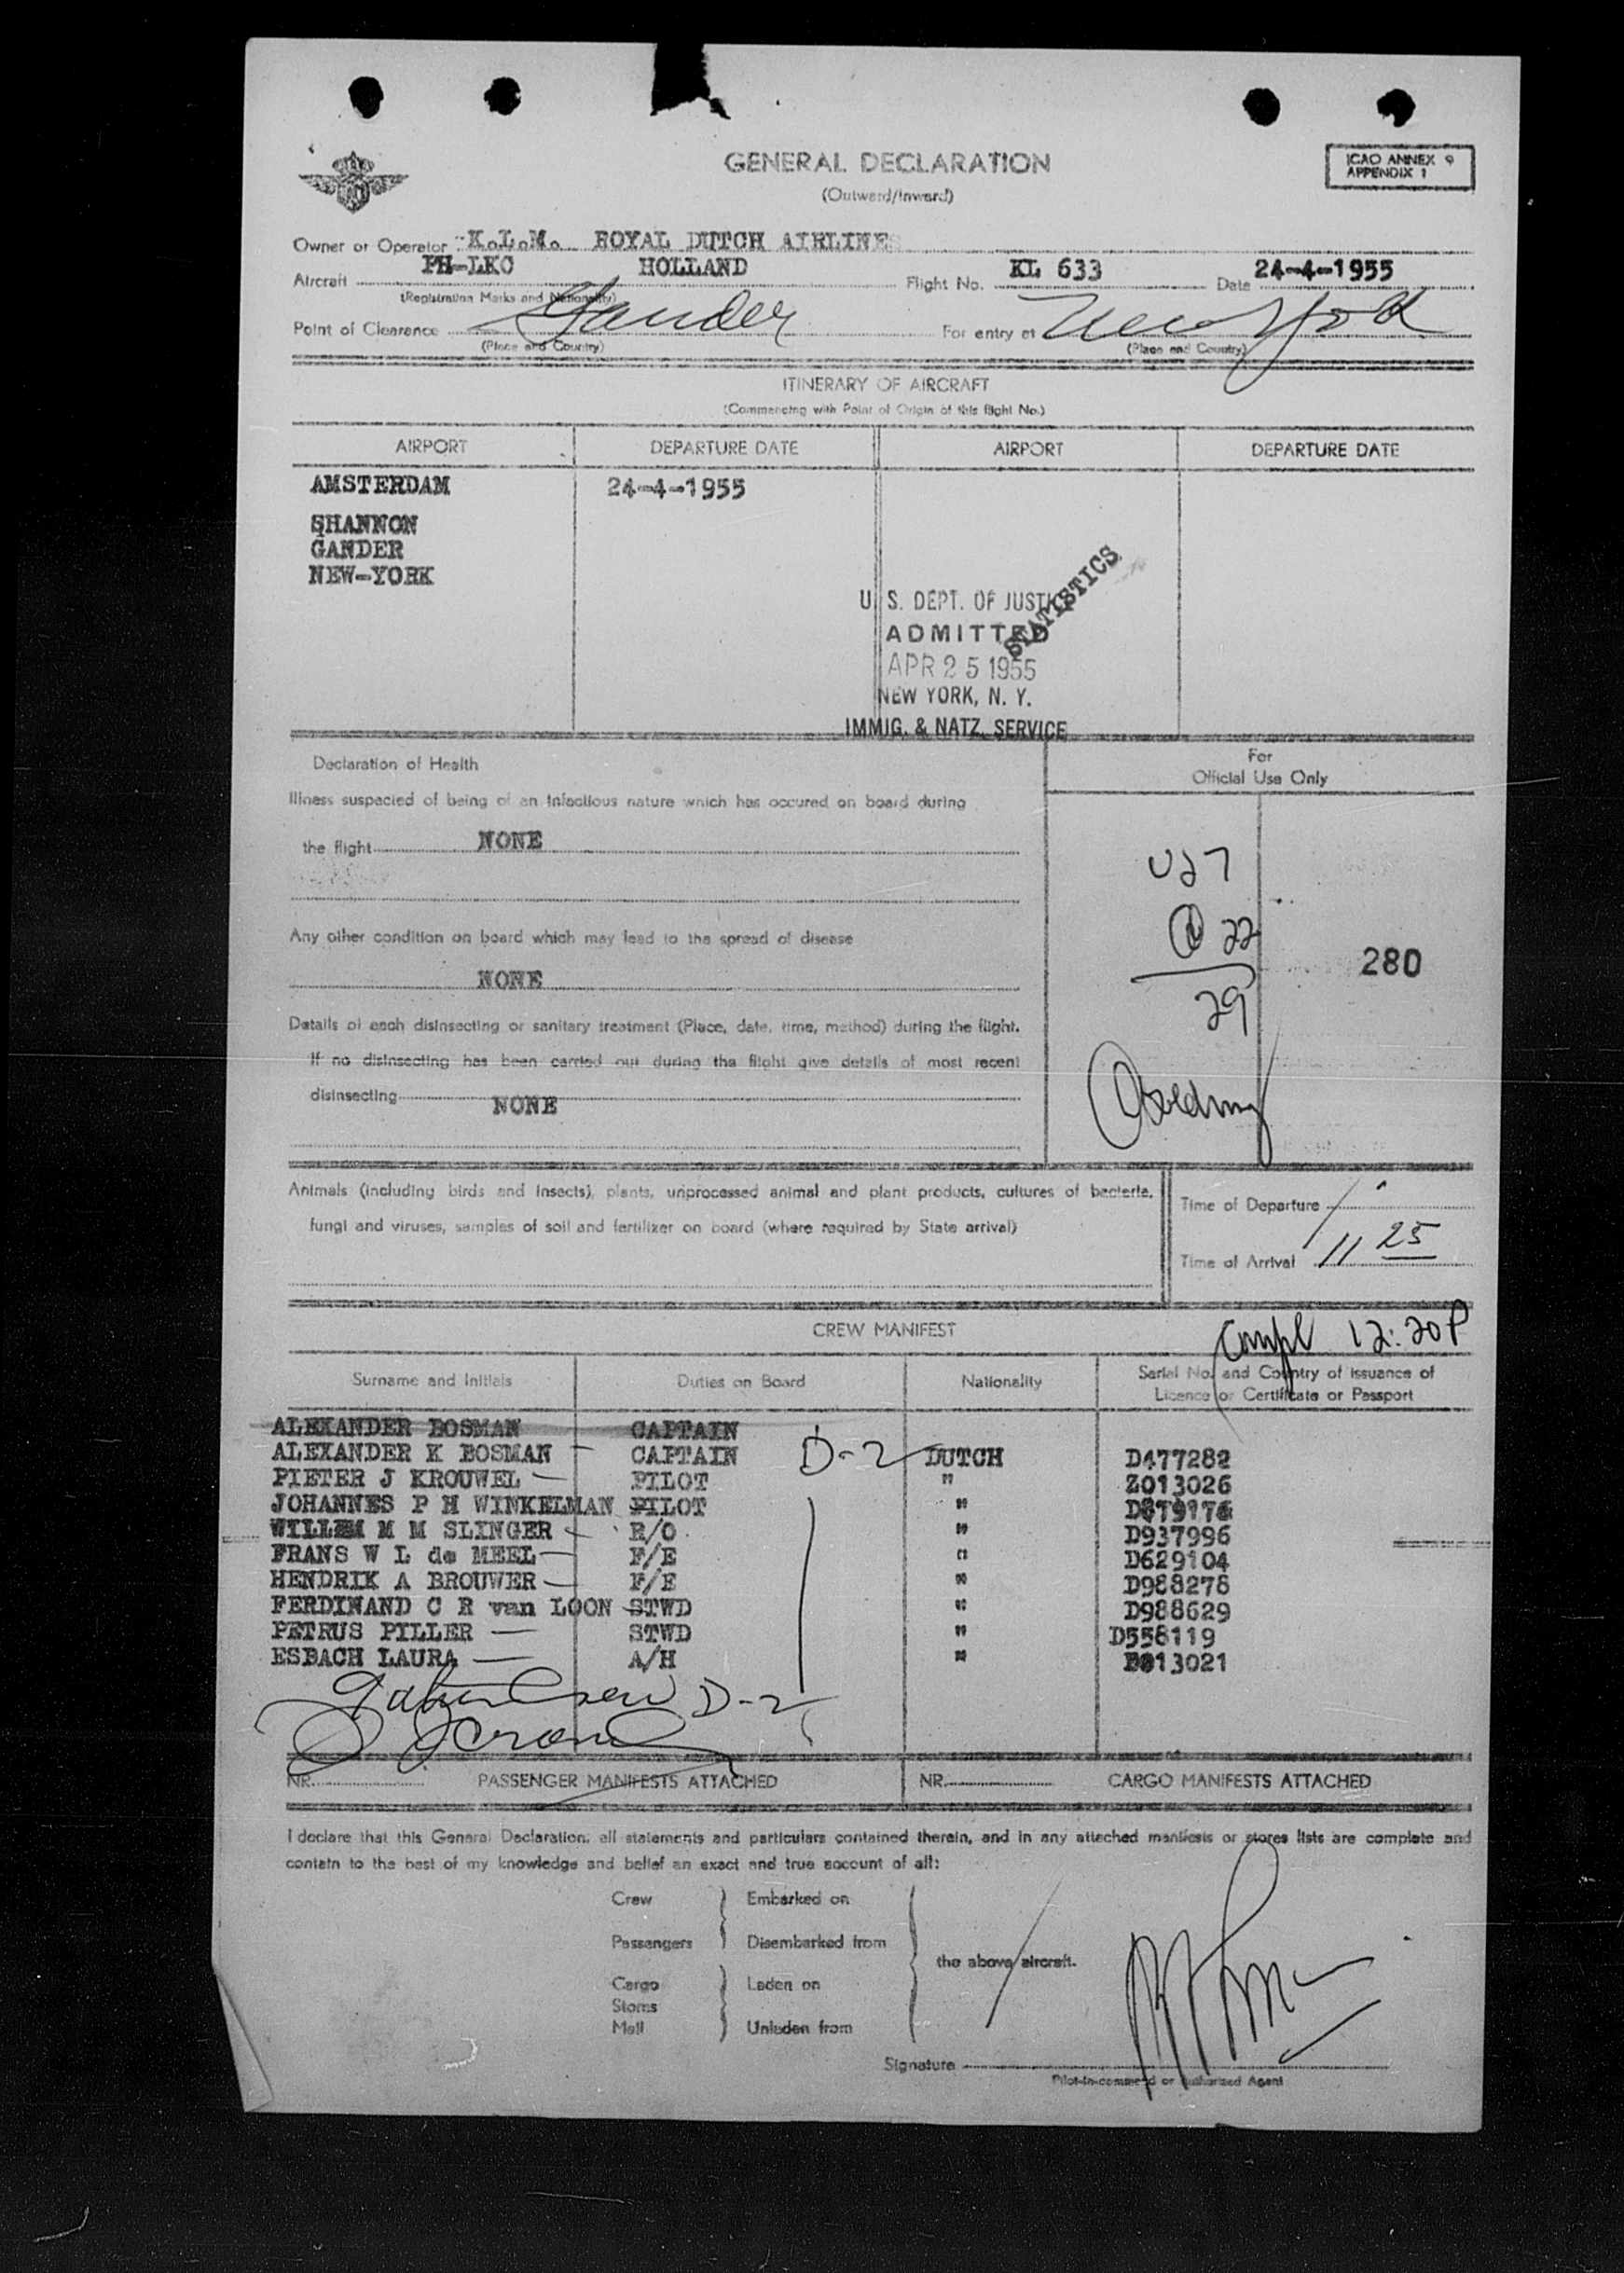 GENERAL DECLARATION
(Outward/Inward)
ICAO ANNEX 9
APPENDIX 1
Owner or Operator K.L.M. ROYAL DUTCH AIRLINES
Aircraft PH-LKC HOLLAND Flight No. KL 633 Date 24-4-1955
(Registration Marks and Nationality)
Point of Clearance Gander For entry at New York
(Place and Country) (Place and Country)
ITINERARY OF AIRCRAFT
(Commencing with Point of Origin of this flight No.)
AIRPORT DEPARTURE DATE AIRPORT DEPARTURE DATE
AMSTERDAM 24-4-1955
SHANNON
GANDER
NEW-YORK
STATISTICS
U.S. DEPT. OF JUSTICE
ADMITTED
APR 25 1955
NEW YORK, N. Y.
IMMIG. & NATZ. SERVICE
Declaration of Health
For
Official Use Only
Illness suspected of being of an infectious nature which has occured on board during
the flight NONE
Any other condition on board which may lead to the spread of disease
NONE
Details of each disinsecting or sanitary treatment (Place, date, time, method) during the flight.
If no disinsecting has been carried out during the flight give details of most recent
disinsecting NONE
22
29
280
Animals (including birds and insects), plants, unprocessed animal and plant products, cultures of bacteria,
fungi and viruses, samples of soil and fertilizer on board (where required by State arrival)
Time of Departure
Time of Arrival 11 25
CREW MANIFEST
Compl 12:20P
Surname and Initials Duties on Board Nationality Serial No. and Country of issuance of
Licence or Certificate or Passport
ALEXANDER BOSMAN CAPTAIN
ALEXANDER K BOSMAN CAPTAIN D-2 DUTCH D477282
PIETER J KROUWEL PILOT " Z013026
JOHANNES P H WINKELMAN PILOT "
WILLEM M M SLINGER R/O " D937996
FRANS W L de MEEL F/E " D629104
HENDRIK A BROUWER F/E " D988278
FERDINAND C R van LOON STWD " D988629
PETRUS PILLER STWD " D558119
ESBACH LAURA A/H "
Crew D-2
NR. PASSENGER MANIFESTS ATTACHED NR. CARGO MANIFESTS ATTACHED
I declare that this General Declaration, all statements and particulars contained therein, and in any attached manifests or stores lists are complete and
contain to the best of my knowledge and belief an exact and true account of all:
Crew Embarked on
Passengers Disembarked from
the above aircraft.
Cargo Laden on
Stores
Mail Unladen from
Signature
Pilot-in-command or authorized Agent